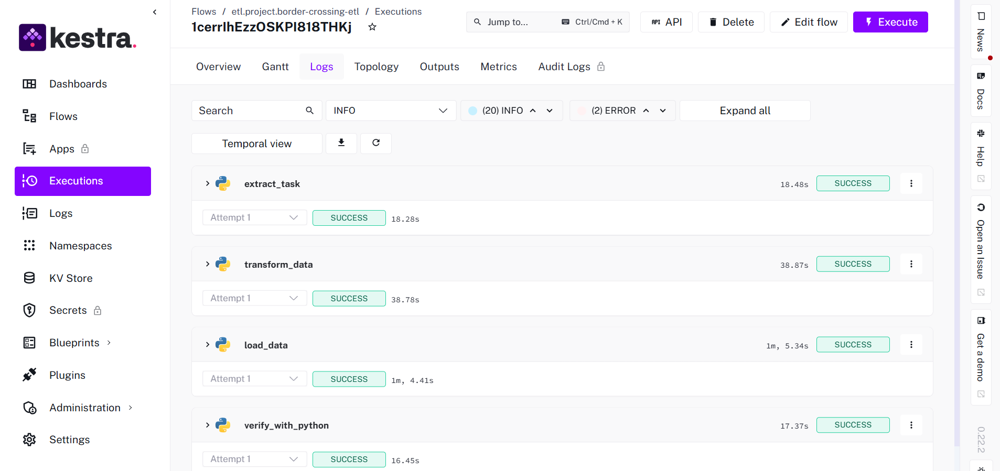 kestra.
Dashboards
Flows
Apps
Executions
Logs
Namespaces
KV Store
Secrets
Blueprints
Plugins
Administration
Settings
Flows / etl.project.border-crossing-etl / Executions
1cerrlhEzzOSKPI818THKj
Jump to... Ctrl/Cmd + K
API API
Delete
Edit flow
Execute
Overview Gantt Logs Topology Outputs Metrics Audit Logs
Search INFO (20) INFO (2) ERROR Expand all
Temporal view
extract_task 18.48s SUCCESS
Attempt 1 SUCCESS 18.28s
transform_data 38.87s SUCCESS
Attempt 1 SUCCESS 38.78s
load_data 1m, 5.34s SUCCESS
Attempt 1 SUCCESS 1m, 4.41s
verify_with_python 17.37s SUCCESS
Attempt 1 SUCCESS 16.45s
News
Docs
Help
Open an Issue
Get a demo
0.22.2